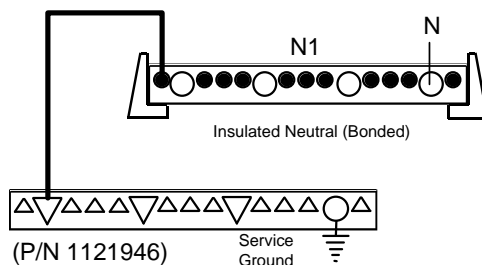 N1
N
Insulated Neutral (Bonded)
(P/N 1121946)
Service
Ground